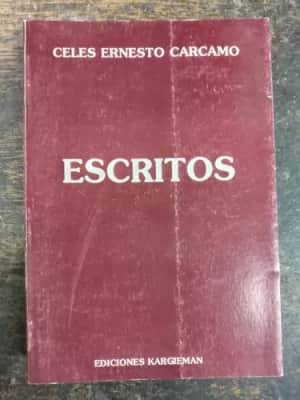 CELES ERNESTO CARCAMO
ESCRITOS
EDICIONES KARGIEMAN